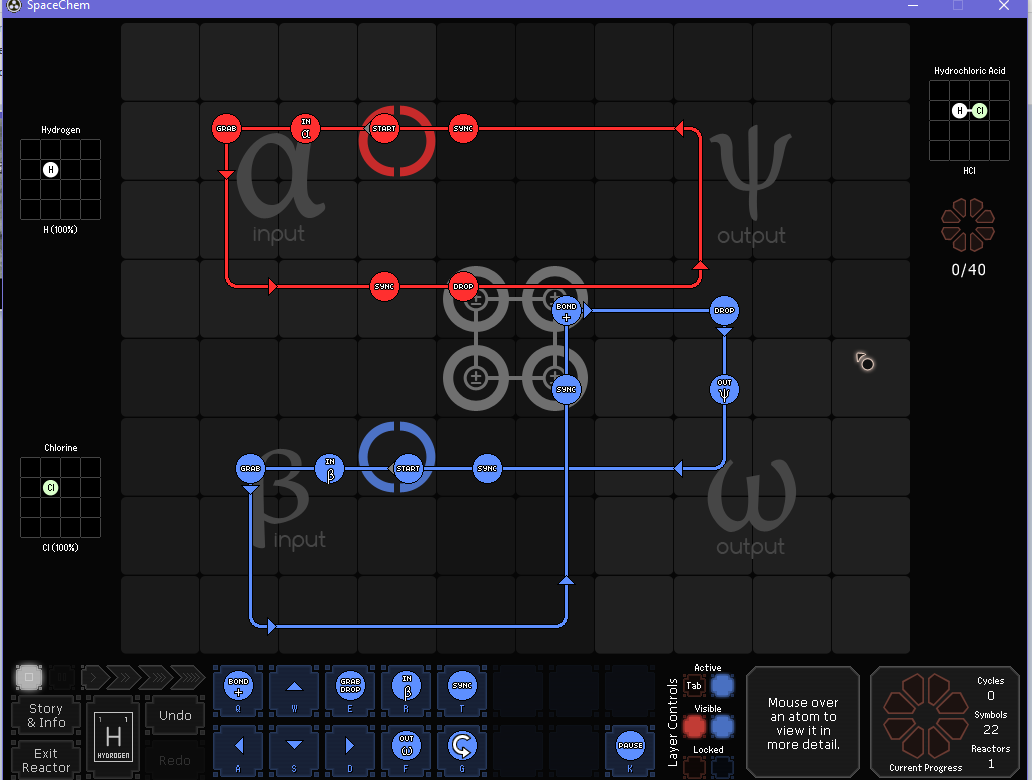 SpaceChem
Hydrogen
H
H (100%)
Chlorine
Cl
Cl (100%)
Hydrochloric Acid
H Cl
HCl
0/40
GRAB
IN
α
START
SYNC
α
input
ψ
output
SYNC
DROP
±
±
BOND
+
DROP
±
±
SYNC
OUT
ψ
GRAB
IN
β
START
SYNC
β
input
ω
output
Story
& Info
Exit
Reactor
1 1
H
HYDROGEN
Undo
Redo
BOND
+
Q
W
GRAB
DROP
E
IN
β
R
SYNC
T
A
S
D
OUT
ω
F
G
PAUSE
K
Layer Controls
Active
Tab
Visible
Locked
Mouse over
an atom to
view it in
more detail.
Cycles
0
Symbols
22
Reactors
1
Current Progress